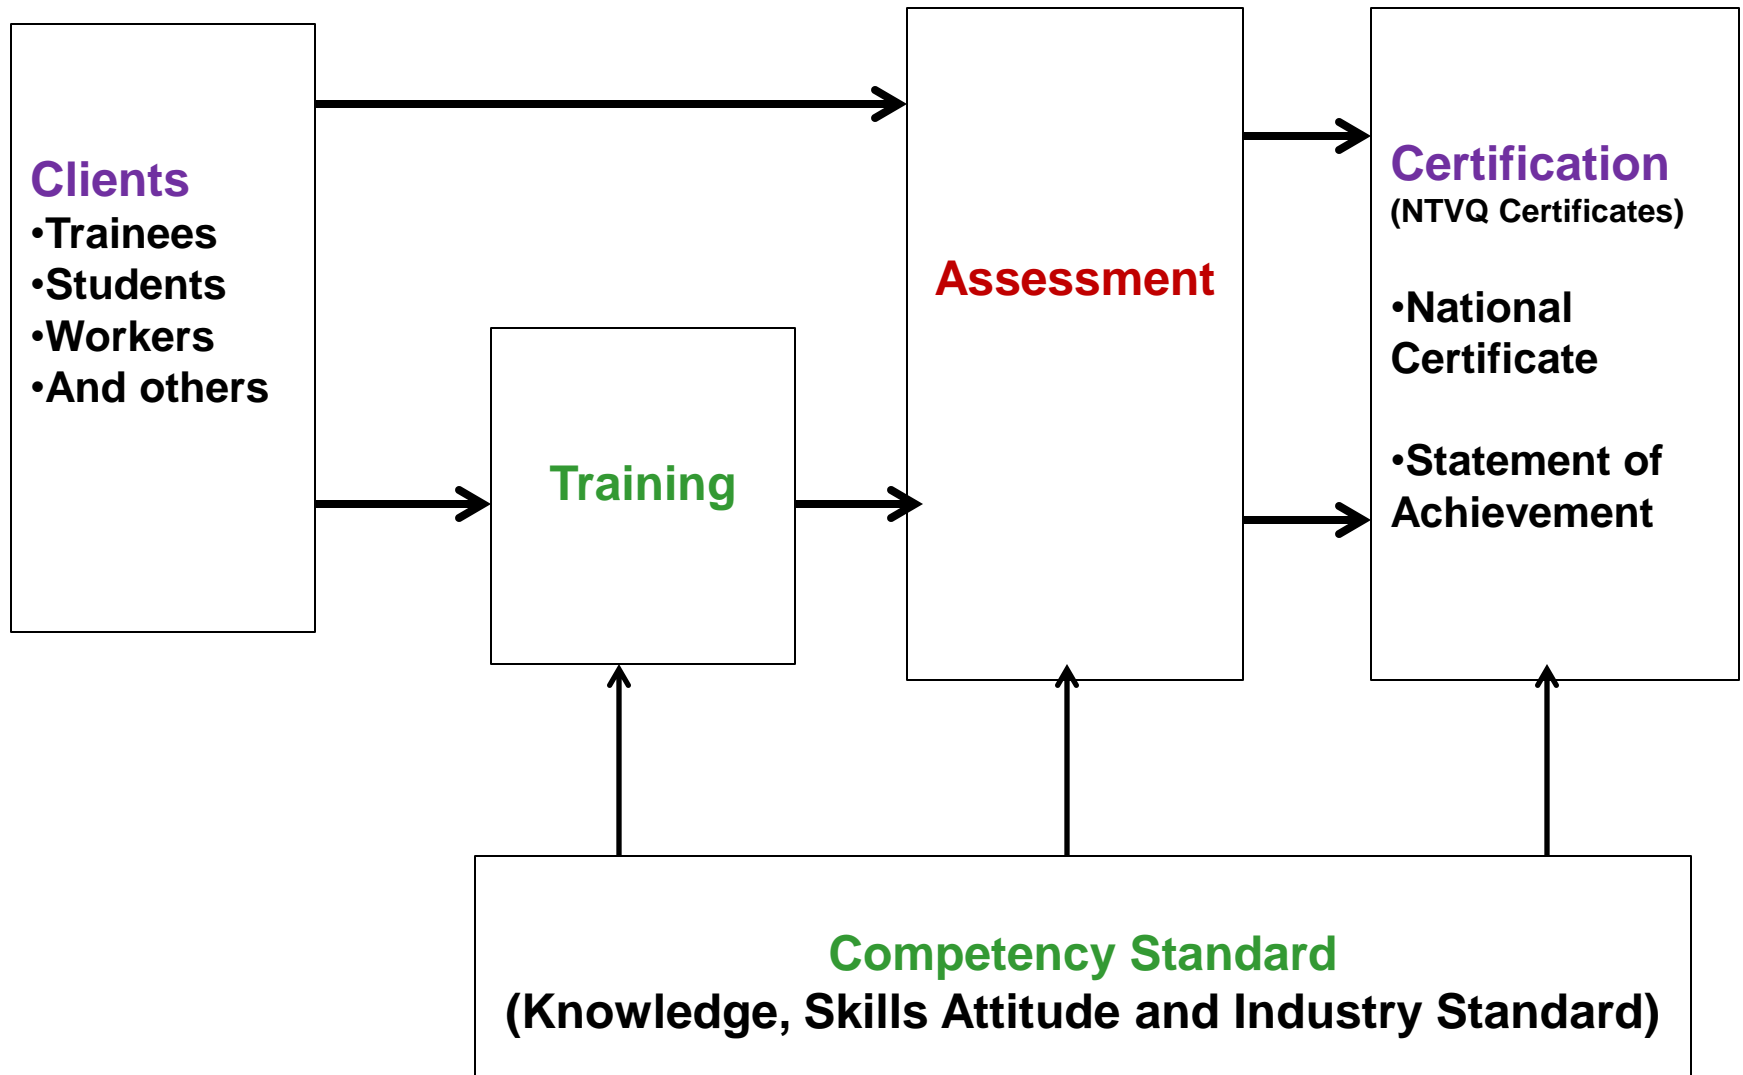 Clients
•Trainees
•Students
•Workers
•And others
Training
Assessment
Certification
(NTVQ Certificates)
•National
Certificate
•Statement of
Achievement
Competency Standard
(Knowledge, Skills Attitude and Industry Standard)